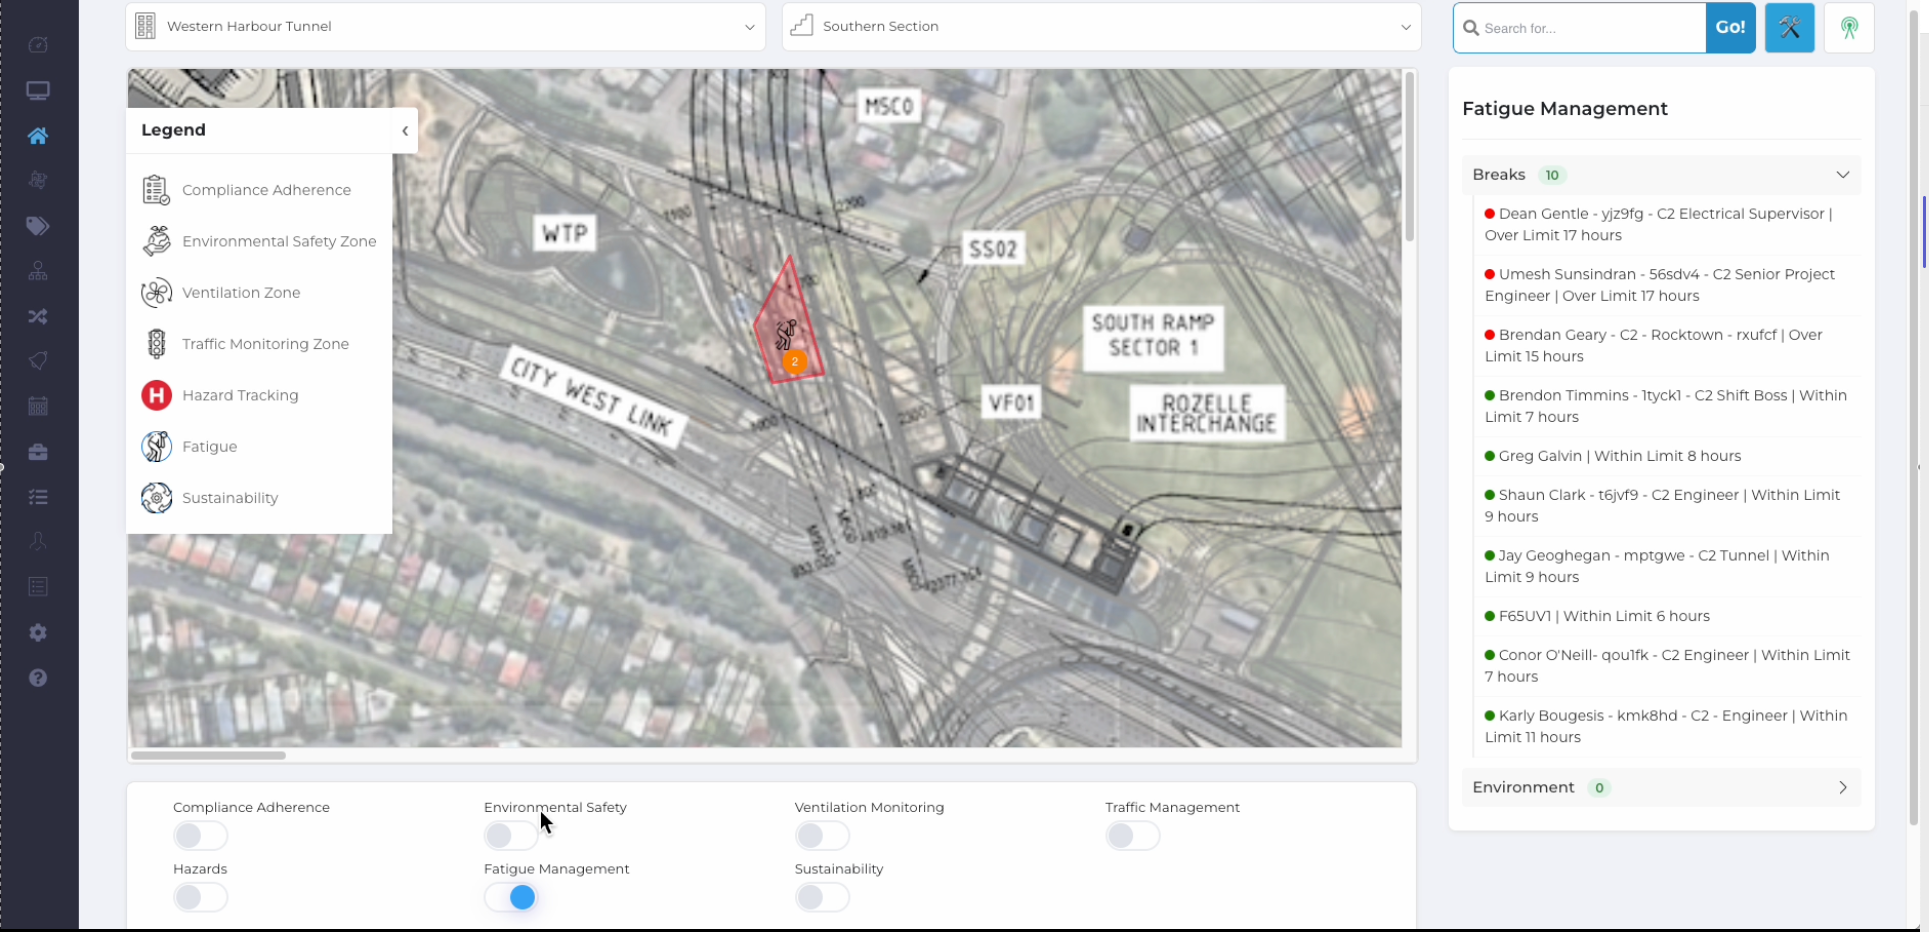 Western Harbour Tunnel
Southern Section
Search for...
Go!
Legend
Compliance Adherence
Environmental Safety Zone
Ventilation Zone
Traffic Monitoring Zone
H Hazard Tracking
Fatigue
Sustainability
MSC0
WTP
SS02
2
SOUTH RAMP
SECTOR 1
CITY WEST LINK
VF01
ROZELLE
INTERCHANGE
Compliance Adherence
Environmental Safety
Ventilation Monitoring
Traffic Management
Hazards
Fatigue Management
Sustainability
Fatigue Management
Breaks 10
Dean Gentle - yjz9fg - C2 Electrical Supervisor |
Over Limit 17 hours
Umesh Sunsindran - 56sdv4 - C2 Senior Project
Engineer | Over Limit 17 hours
Brendan Geary - C2 - Rocktown - rxufcf | Over
Limit 15 hours
Brendon Timmins - 1tyck1 - C2 Shift Boss | Within
Limit 7 hours
Greg Galvin | Within Limit 8 hours
Shaun Clark - t6jvf9 - C2 Engineer | Within Limit
9 hours
Jay Geoghegan - mptgwe - C2 Tunnel | Within
Limit 9 hours
F65UV1 | Within Limit 6 hours
Conor O'Neill- qou1fk - C2 Engineer | Within Limit
7 hours
Karly Bougesis - kmk8hd - C2 - Engineer | Within
Limit 11 hours
Environment 0